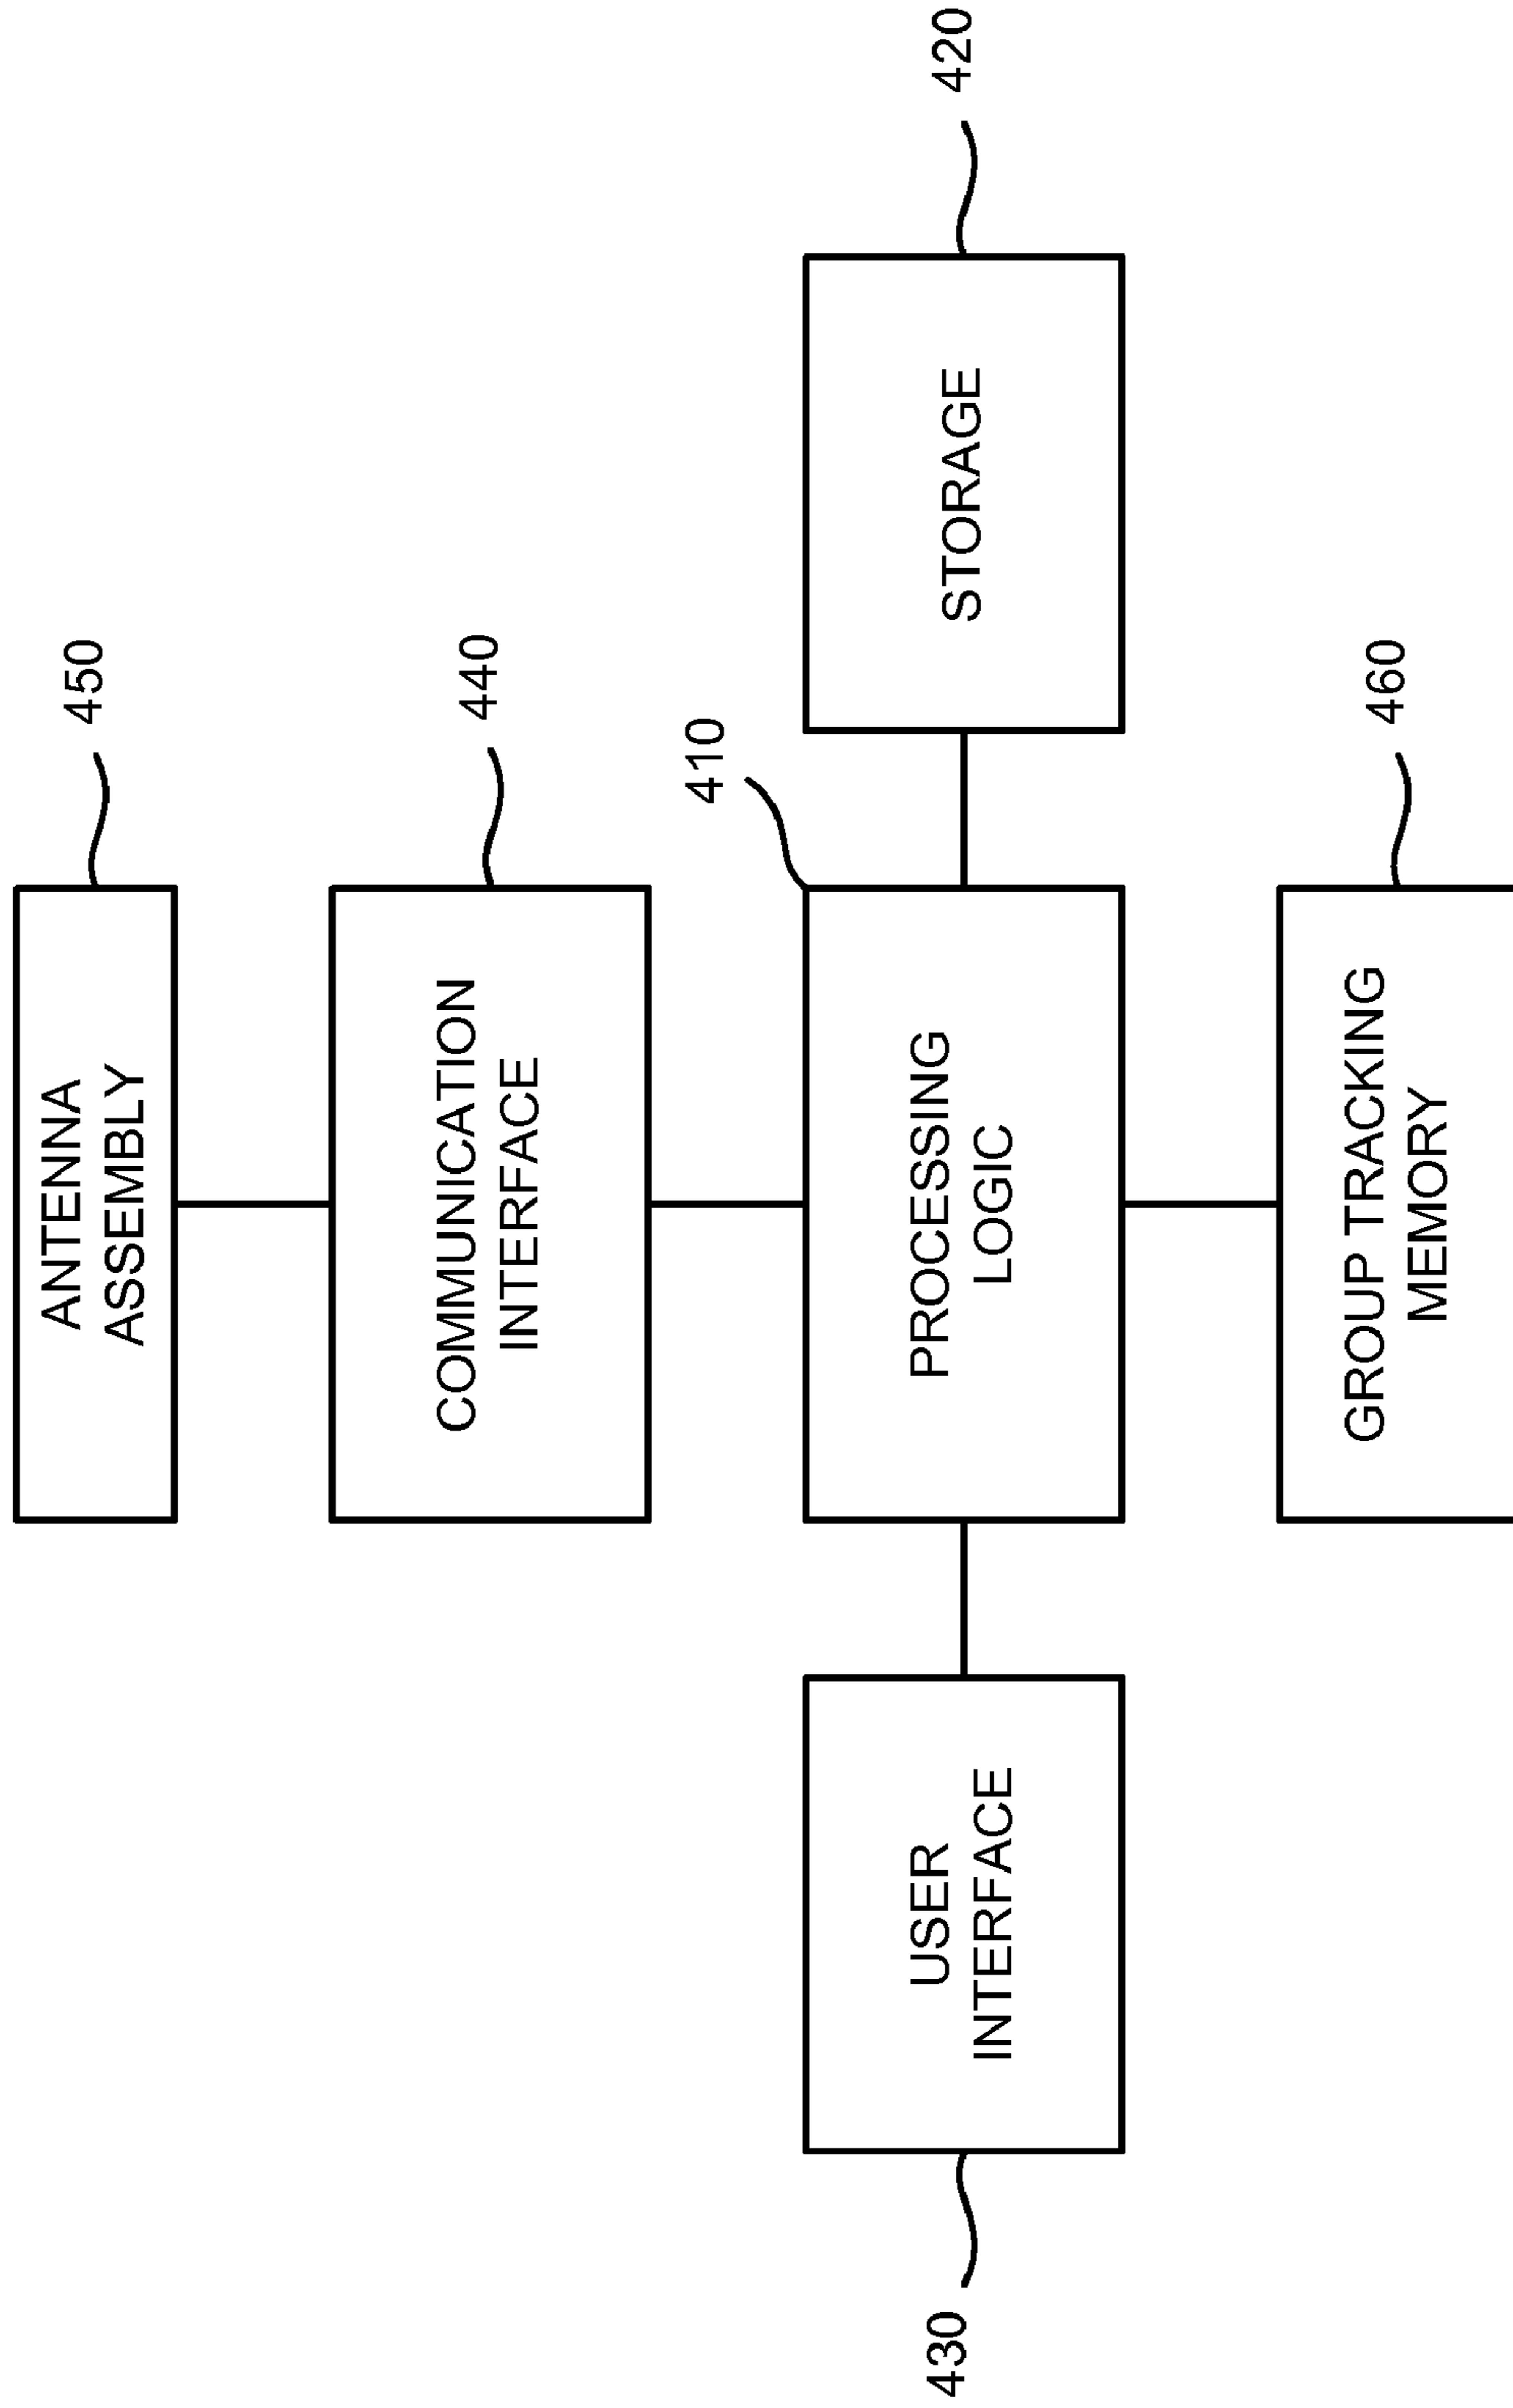 ANTENNA
ASSEMBLY
450
COMMUNICATION
INTERFACE
440
410
430
USER
INTERFACE
PROCESSING
LOGIC
STORAGE
420
GROUP TRACKING
MEMORY
460